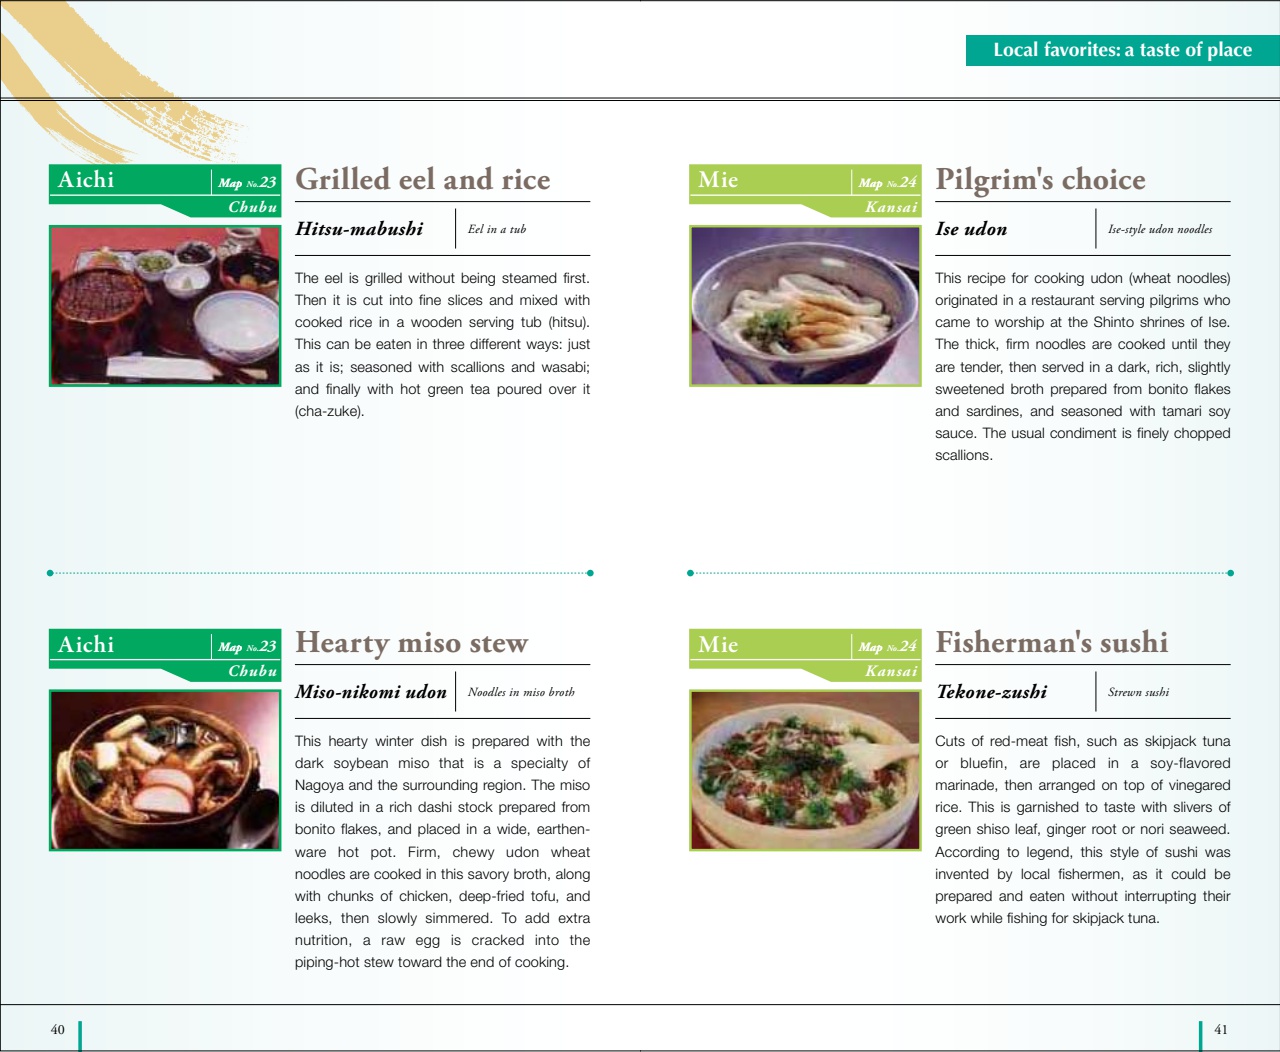 Local favorites: a taste of place
Aichi
Map No.23
Chubu
Grilled eel and rice
Hitsu-mabushi
Eel in a tub
The eel is grilled without being steamed first.
Then it is cut into fine slices and mixed with
cooked rice in a wooden serving tub (hitsu).
This can be eaten in three different ways: just
as it is; seasoned with scallions and wasabi;
and finally with hot green tea poured over it
(cha-zuke).
Aichi
Map No.23
Chubu
Hearty miso stew
Miso-nikomi udon
Noodles in miso broth
This hearty winter dish is prepared with the
dark soybean miso that is a specialty of
Nagoya and the surrounding region. The miso
is diluted in a rich dashi stock prepared from
bonito flakes, and placed in a wide, earthen-
ware hot pot. Firm, chewy udon wheat
noodles are cooked in this savory broth, along
with chunks of chicken, deep-fried tofu, and
leeks, then slowly simmered. To add extra
nutrition, a raw egg is cracked into the
piping-hot stew toward the end of cooking.
40
Mie
Map No.24
Kansai
Pilgrim's choice
Ise udon
Ise-style udon noodles
This recipe for cooking udon (wheat noodles)
originated in a restaurant serving pilgrims who
came to worship at the Shinto shrines of Ise.
The thick, firm noodles are cooked until they
are tender, then served in a dark, rich, slightly
sweetened broth prepared from bonito flakes
and sardines, and seasoned with tamari soy
sauce. The usual condiment is finely chopped
scallions.
Mie
Map No.24
Kansai
Fisherman's sushi
Tekone-zushi
Strewn sushi
Cuts of red-meat fish, such as skipjack tuna
or bluefin, are placed in a soy-flavored
marinade, then arranged on top of vinegared
rice. This is garnished to taste with slivers of
green shiso leaf, ginger root or nori seaweed.
According to legend, this style of sushi was
invented by local fishermen, as it could be
prepared and eaten without interrupting their
work while fishing for skipjack tuna.
41